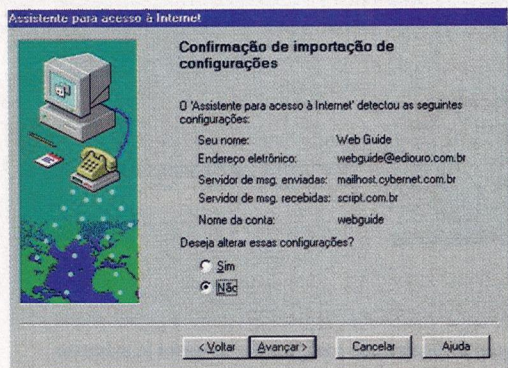 Assistente para acesso à Internet
Confirmação de importação de
configurações
O 'Assistente para acesso à Internet' detectou as seguintes
configurações:
Seu nome: Web Guide
Endereço eletrônico: webguide@ediouro.com.br
Servidor de msg. enviadas: mailhost.cybernet.com.br
Servidor de msg. recebidas: script.com.br
Nome da conta: webguide
Deseja alterar essas configurações?
Sim
Não
< Voltar Avançar > Cancelar Ajuda